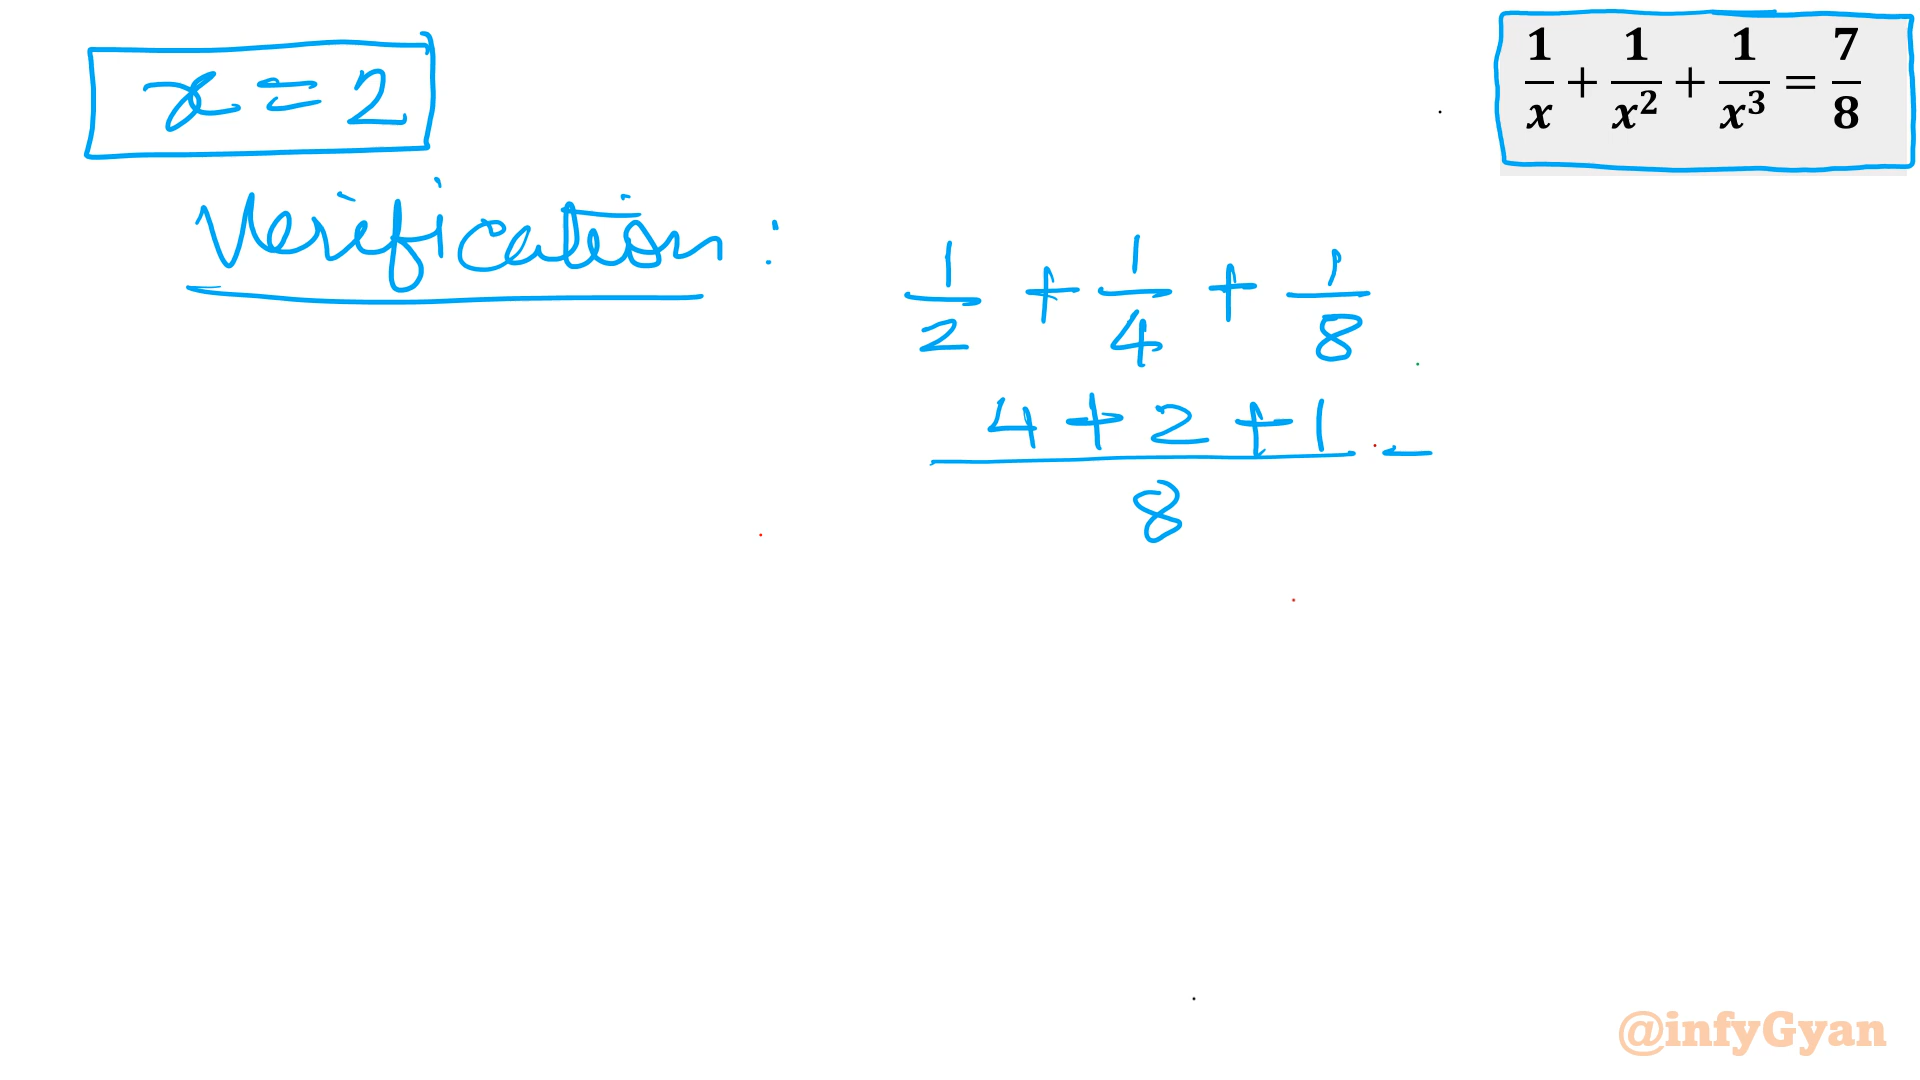 x = 2
1/x + 1/x² + 1/x³ = 7/8
Verification :
1/2 + 1/4 + 1/8
(4 + 2 + 1)/8 –
@infyGyan